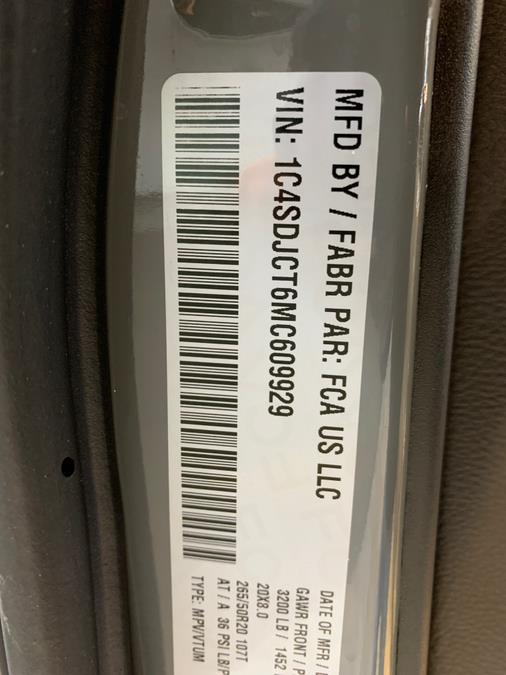 MFD BY / FABR PAR: FCA US LLC
VIN: 1C4SDJCT6MC609929
DATE OF MFR /
GAWR FRONT /
3200 LB / 1452
20X8.0
265/50R20 107T
AT / A 36 PSI LB/P
TYPE: MPV/VTUM